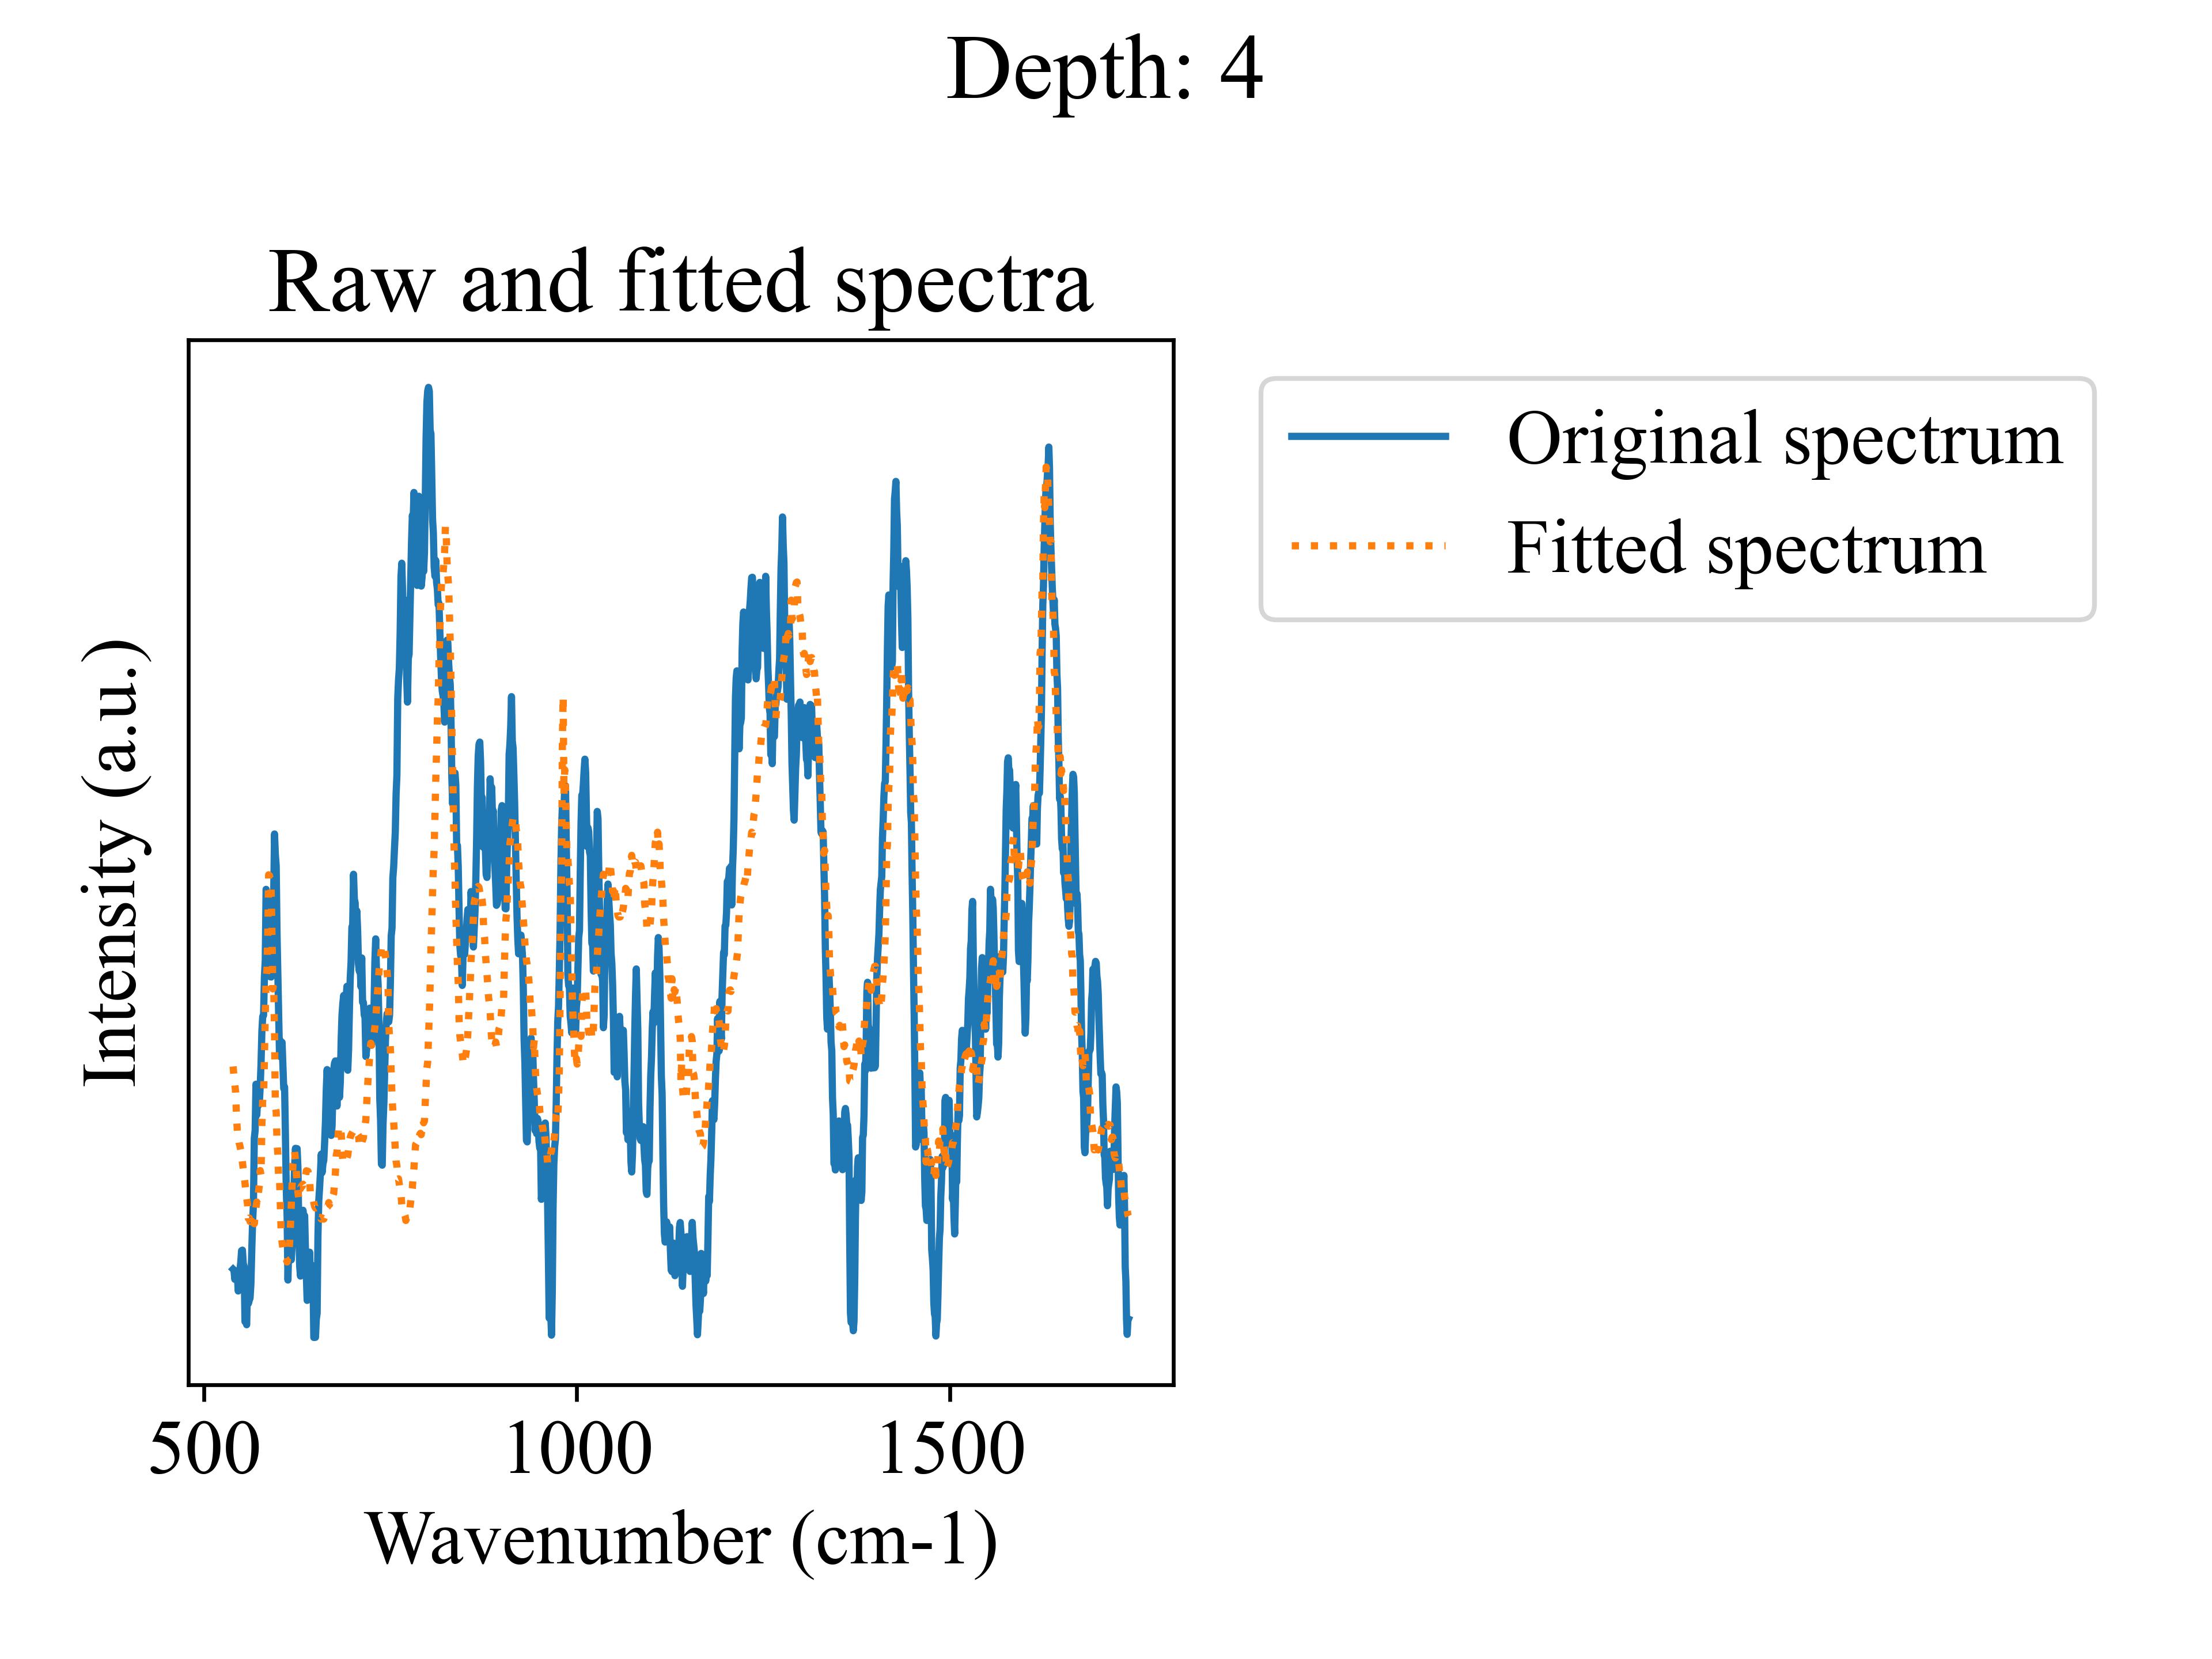 Depth: 4
Raw and fitted spectra
Original spectrum
Fitted spectrum
Intensity (a.u.)
500 1000 1500
Wavenumber (cm-1)